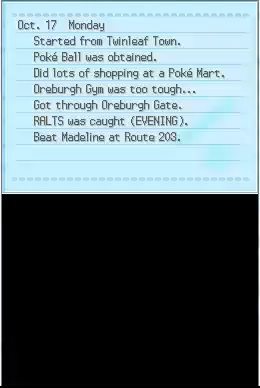 Oct. 17 Monday
Started from Twinleaf Town.
Poké Ball was obtained.
Did lots of shopping at a Poké Mart.
Oreburgh Gym was too tough...
Got through Oreburgh Gate.
RALTS was caught (EVENING).
Beat Madeline at Route 203.